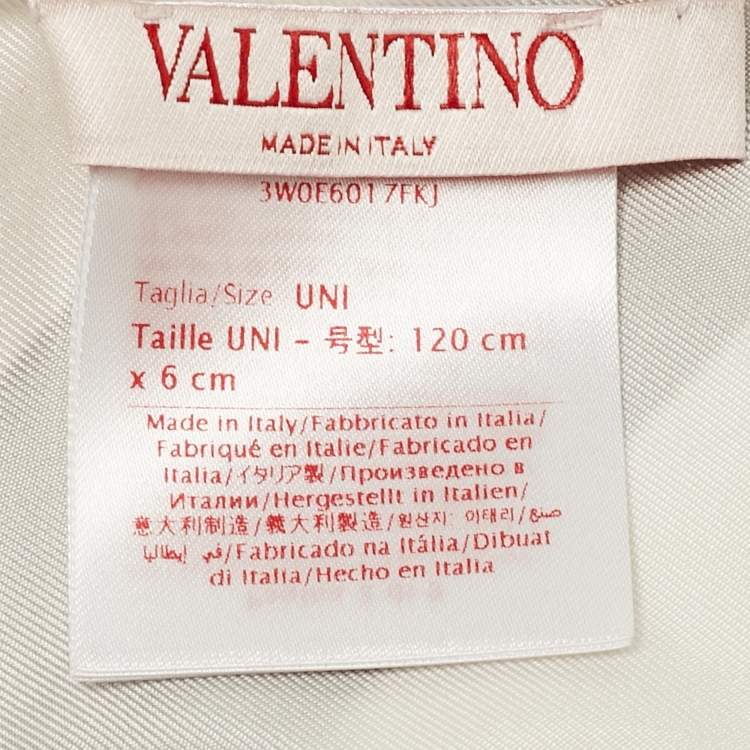 VALENTINO
MADE IN ITALY
3W0E6017FKJ
Taglia/Size UNI
Taille UNI – 号型: 120 cm
x 6 cm
Made in Italy/Fabbricato in Italia/
Fabriqué en Italie/Fabricado en
Italia/イタリア製/Произведено в
Италии/Hergestellt in Italien/
意大利制造/義大利製造/원산지: 이태리/صنع
في إيطاليا/Fabricado na Itália/Dibuat
di Italia/Hecho en Italia